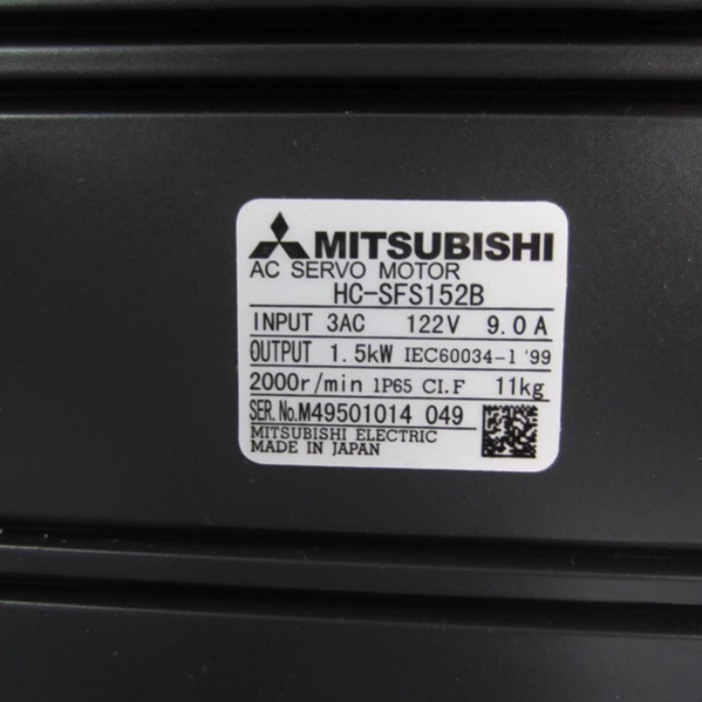 MITSUBISHI
AC SERVO MOTOR
HC-SFS152B
INPUT 3AC 122V 9.0A
OUTPUT 1.5kW IEC60034-1 '99
2000r/min IP65 CI.F 11kg
SER.No.M49501014 049
MITSUBISHI ELECTRIC
MADE IN JAPAN